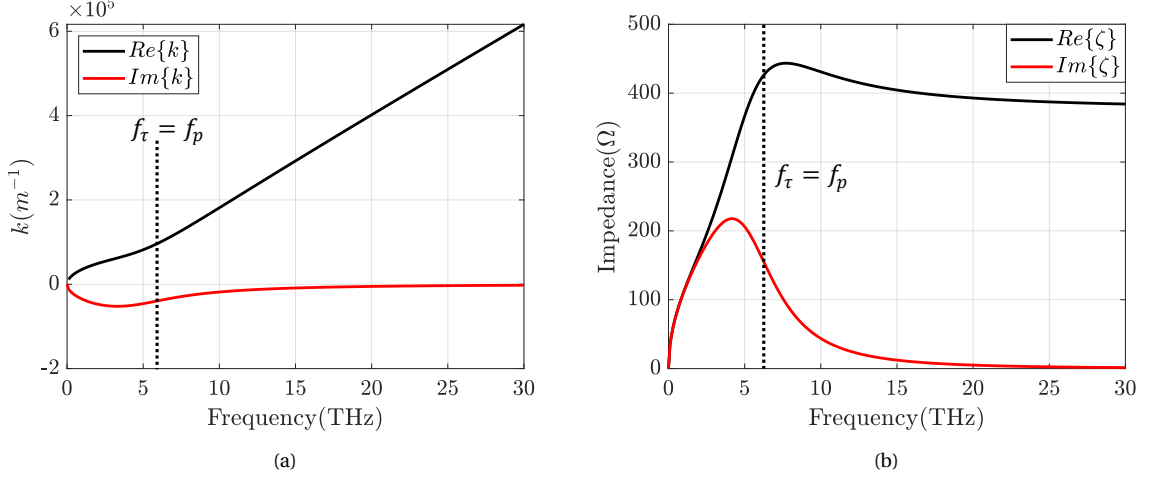 ×10⁵
6
4
2
0
-2
k(m⁻¹)
Re{k}
Im{k}
f_τ = f_p
0 5 10 15 20 25 30
Frequency(THz)
(a)
500
400
300
200
100
0
Impedance(Ω)
Re{ζ}
Im{ζ}
f_τ = f_p
0 5 10 15 20 25 30
Frequency(THz)
(b)